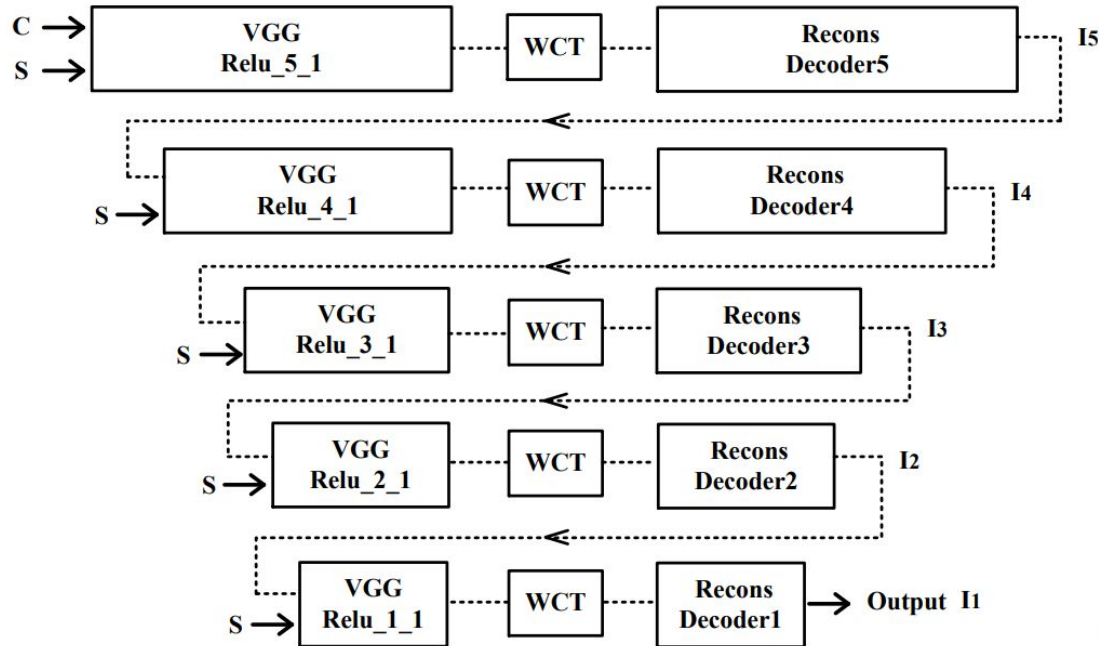 C
S
VGG
Relu_5_1
WCT
Recons
Decoder5
I5
S
VGG
Relu_4_1
WCT
Recons
Decoder4
I4
S
VGG
Relu_3_1
WCT
Recons
Decoder3
I3
S
VGG
Relu_2_1
WCT
Recons
Decoder2
I2
S
VGG
Relu_1_1
WCT
Recons
Decoder1
Output I1